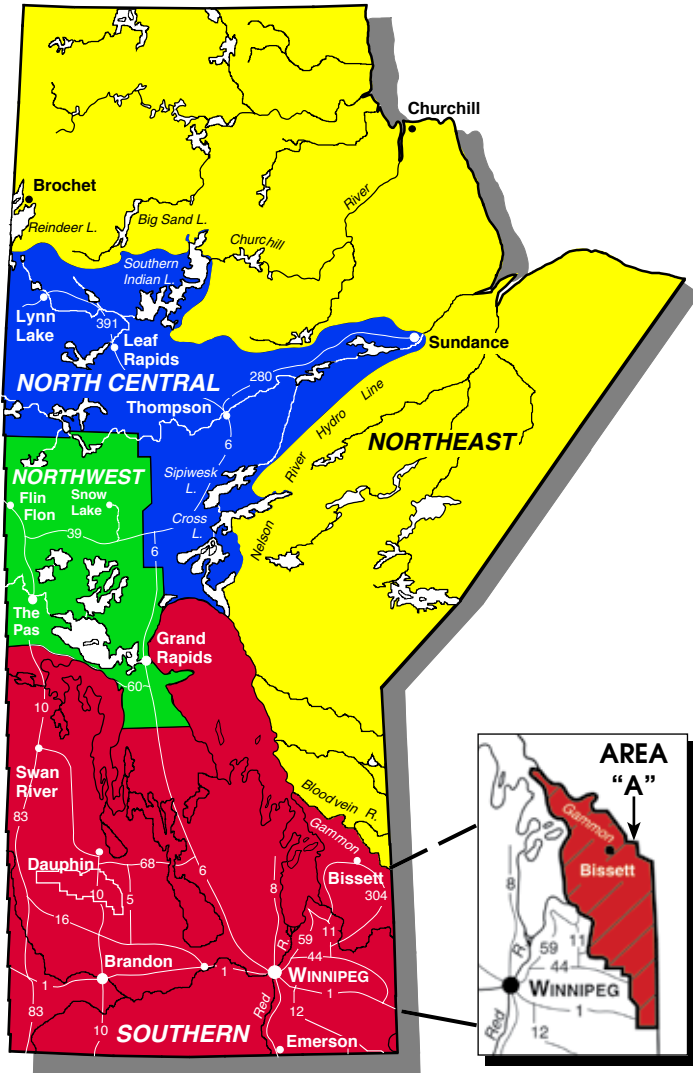 Churchill
Brochet
River
Reindeer L.
Big Sand L.
Churchill
Southern
Indian L.
Lynn
Lake
391
Leaf
Rapids
Sundance
NORTH CENTRAL
280
Thompson
Hydro Line
River
Nelson
NORTHEAST
6
NORTHWEST
Sipiwesk
L.
Flin
Flon
Snow
Lake
Cross
L.
39
6
The
Pas
Grand
Rapids
60
10
Swan
River
83
Bloodvein R.
Gammon
Dauphin
68
6
8
Bissett
304
10
5
16
11
59
44
R.
Brandon
1
WINNIPEG
1
1
83
Red
12
10
SOUTHERN
Emerson
AREA
“A”
Gammon
Bissett
8
R.
59
11
44
WINNIPEG
1
Red
12